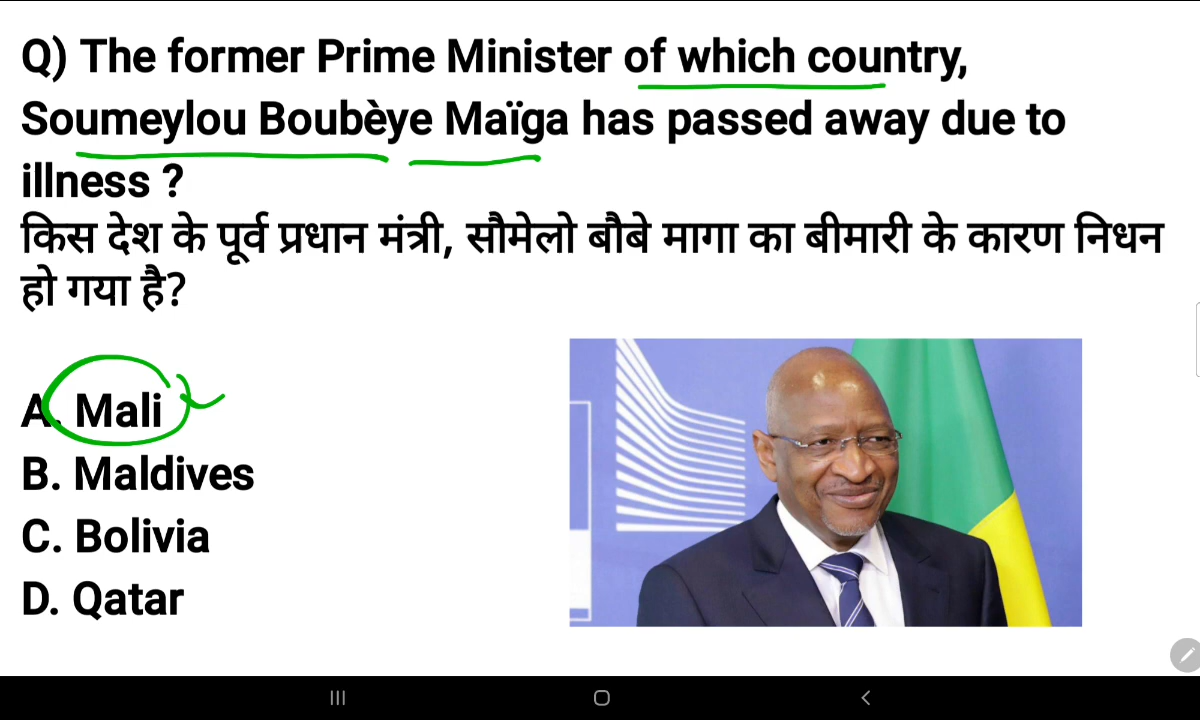 Q) The former Prime Minister of which country,
Soumeylou Boubèye Maïga has passed away due to
illness ?
किस देश के पूर्व प्रधान मंत्री, सौमेलो बौबे मागा का बीमारी के कारण निधन
हो गया है?
A. Mali
B. Maldives
C. Bolivia
D. Qatar